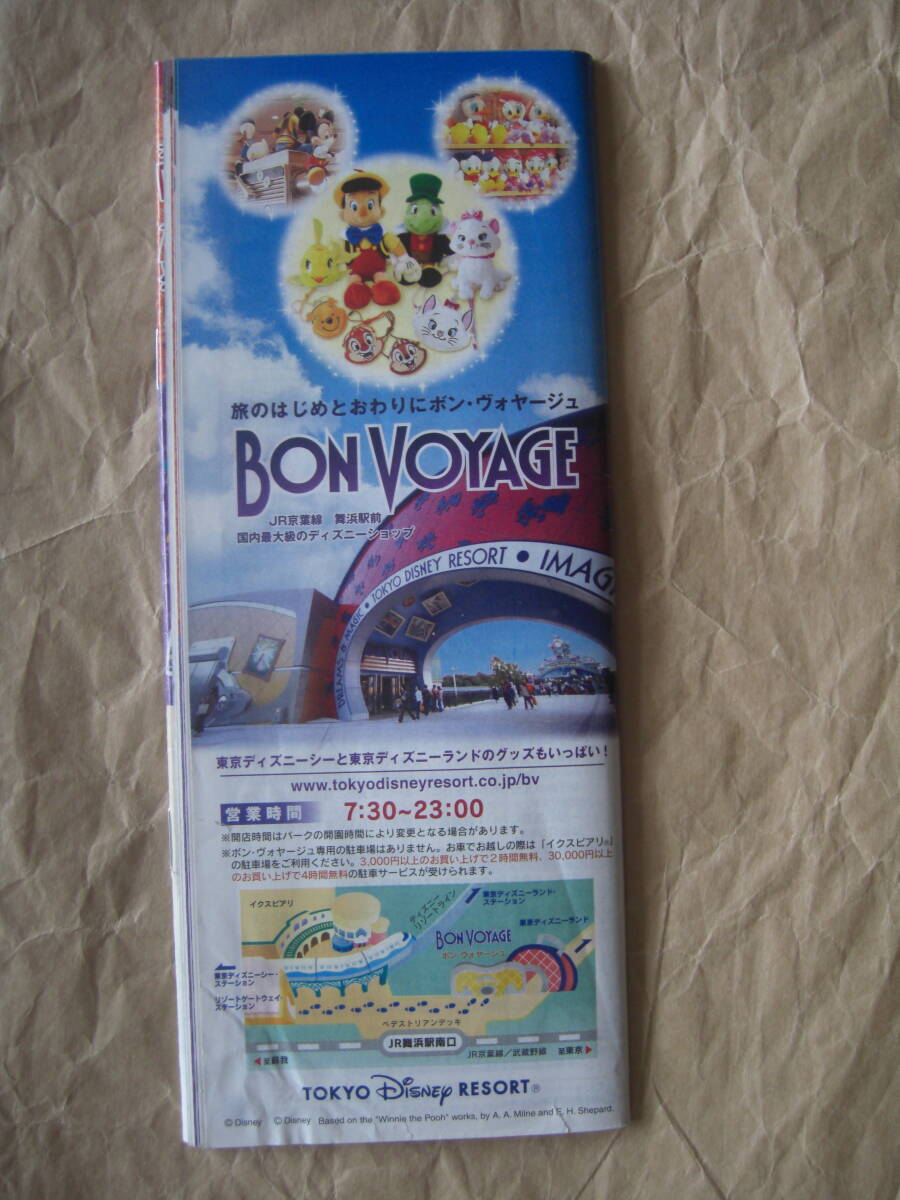 旅のはじめとおわりにボン・ヴォヤージュ
BON VOYAGE
JR京葉線 舞浜駅前
国内最大級のディズニーショップ
DREAMS & MAGIC • TOKYO DISNEY RESORT • IMAG
東京ディズニーシーと東京ディズニーランドのグッズもいっぱい!
www.tokyodisneyresort.co.jp/bv
営業時間 7:30~23:00
※開店時間はパークの開園時間により変更となる場合があります。
※ボン・ヴォヤージュ専用の駐車場はありません。お車でお越しの際は「イクスピアリ®」
の駐車場をご利用ください。3,000円以上のお買い上げで2時間無料、30,000円以上
のお買い上げで4時間無料の駐車サービスが受けられます。
イクスピアリ
ディズニー
リゾートライン
東京ディズニーランド・
ステーション
東京ディズニーランド
BON VOYAGE
ボン・ヴォヤージュ
東京ディズニーシー・
ステーション
リゾートゲートウェイ・
ステーション
ペデストリアンデッキ
JR舞浜駅南口
至蘇我
JR京葉線/武蔵野線 至東京
TOKYO Disney RESORT®
©Disney ©Disney Based on the "Winnie the Pooh" works, by A. A. Milne and E. H. Shepard.